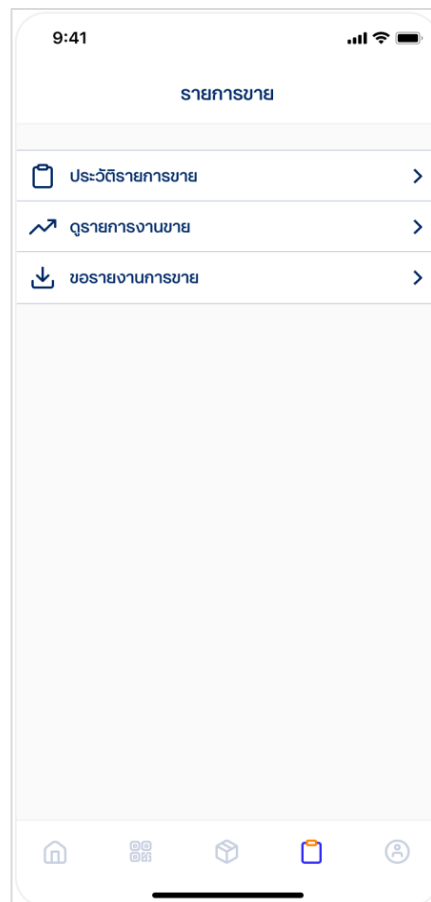 9:41
รายการขาย
ประวัติรายการขาย
ดูรายการงานขาย
ขอรายงานการขาย